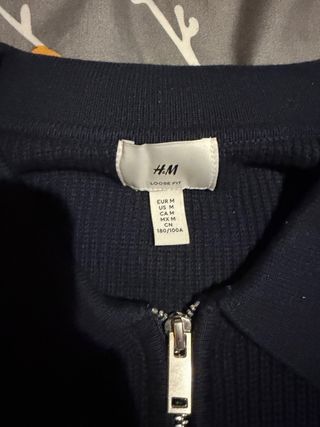 H&M
LOOSE FIT
EUR M
US M
CA M
MX M
CN
180/100A